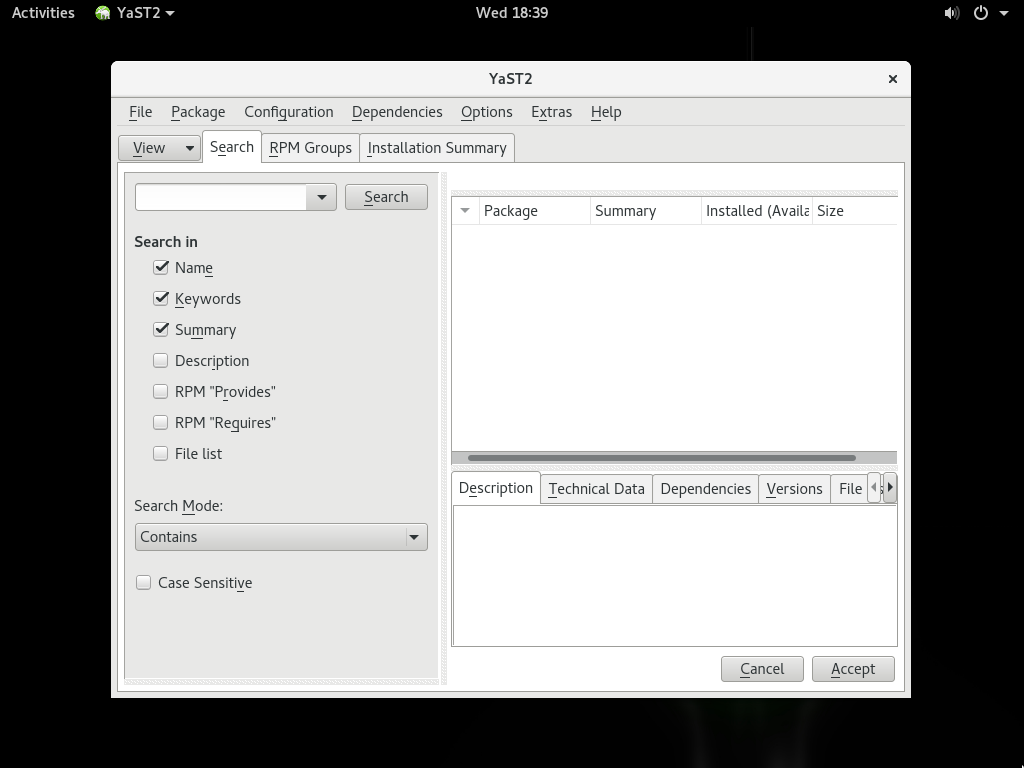 Activities YaST2 Wed 18:39
YaST2
File Package Configuration Dependencies Options Extras Help
View Search RPM Groups Installation Summary
Search
Package Summary Installed (Availa Size
Search in
Name
Keywords
Summary
Description
RPM "Provides"
RPM "Requires"
File list
Search Mode:
Contains
Case Sensitive
Description Technical Data Dependencies Versions File
Cancel Accept